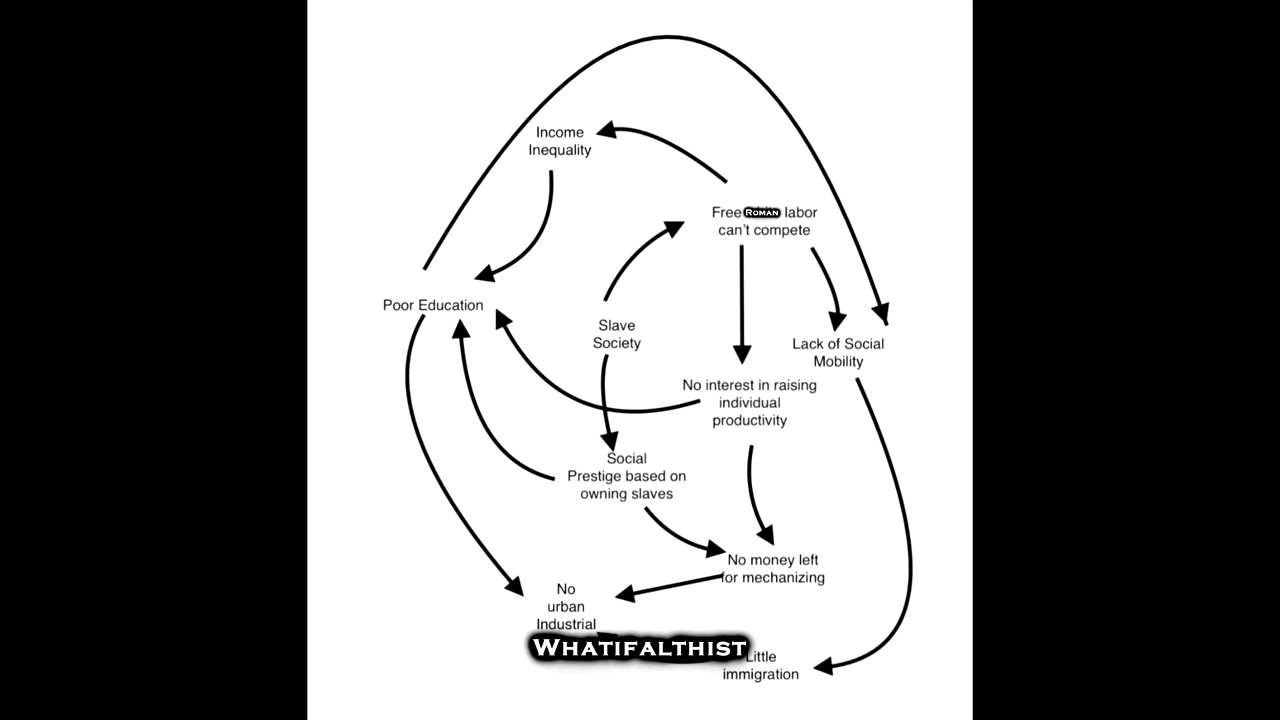 Income
Inequality
Free Roman labor
can't compete
Poor Education
Slave
Society
Lack of Social
Mobility
No interest in raising
individual
productivity
Social
Prestige based on
owning slaves
No money left
for mechanizing
No
urban
Industrial
Whatifalthist
Little
immigration